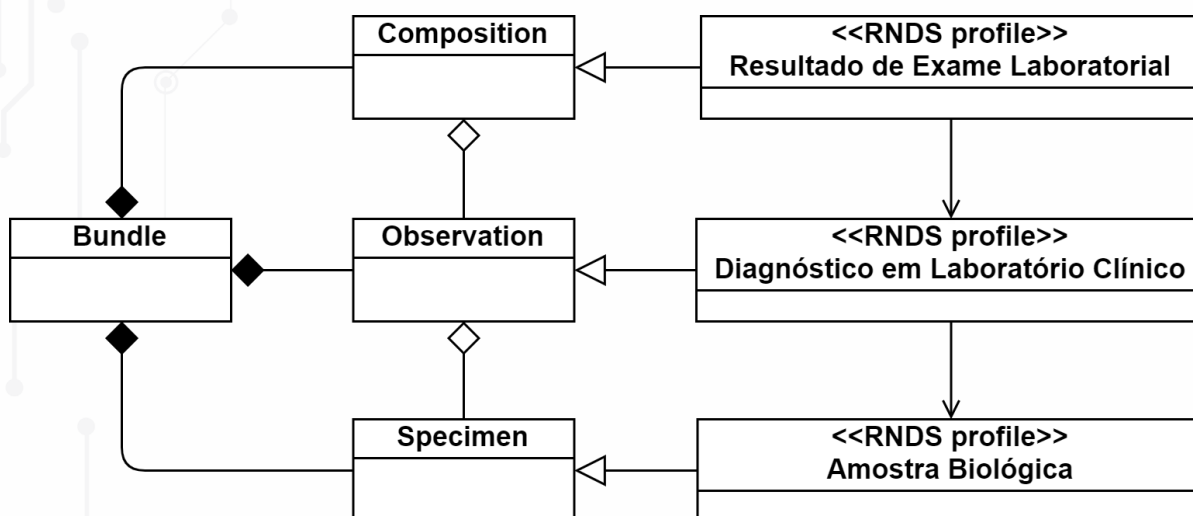 Composition
<<RNDS profile>>
Resultado de Exame Laboratorial
Bundle
Observation
<<RNDS profile>>
Diagnóstico em Laboratório Clínico
Specimen
<<RNDS profile>>
Amostra Biológica